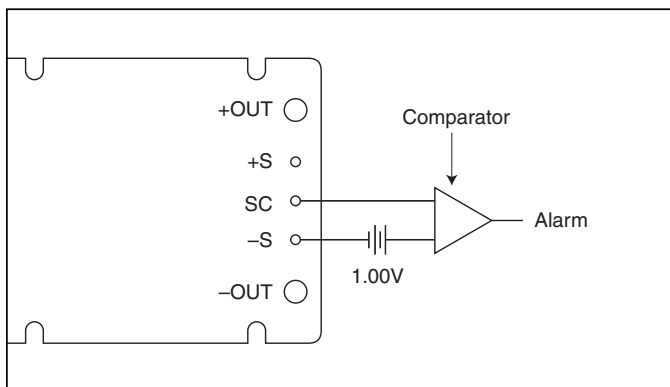 +OUT
Comparator
+S
SC
Alarm
–S
1.00V
–OUT